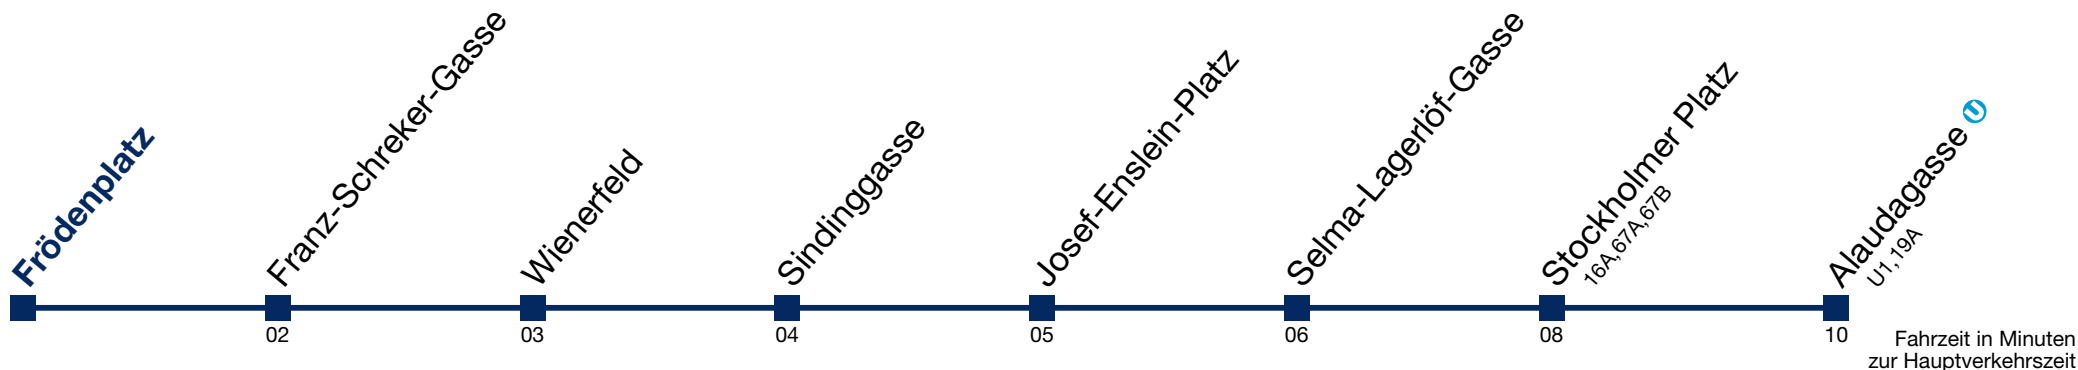 Frödenplatz
Franz-Schreker-Gasse
Wienerfeld
Sindinggasse
Josef-Enslein-Platz
Selma-Lagerlöf-Gasse
Stockholmer Platz
16A,67A,67B
Alaudagasse U
U1,19A
02
03
04
05
06
08
10
Fahrzeit in Minuten
zur Hauptverkehrszeit